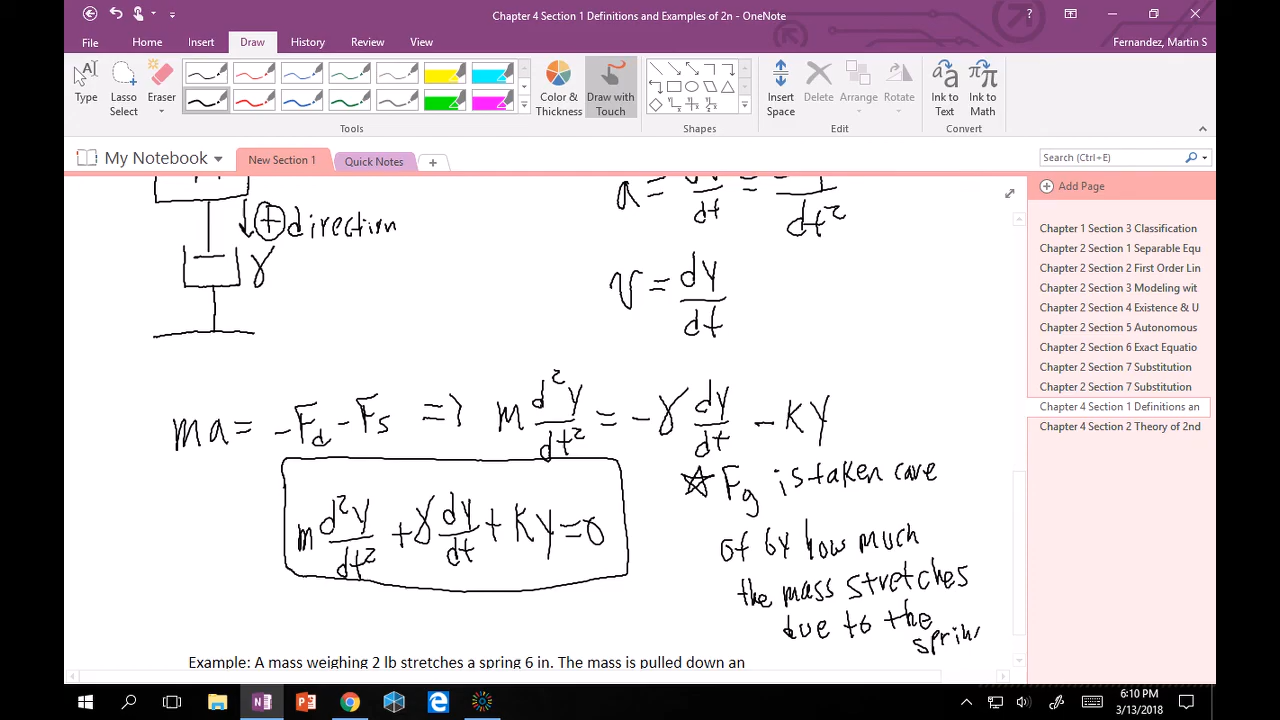 Chapter 4 Section 1 Definitions and Examples of 2n - OneNote
?
File Home Insert Draw History Review View
Fernandez, Martin S
Type
Lasso Select
Eraser
Color & Thickness
Draw with Touch
Insert Space
Delete
Arrange
Rotate
Ink to Text
Ink to Math
Tools
Shapes
Edit
Convert
My Notebook
New Section 1
Quick Notes
Search (Ctrl+E)
Add Page
Chapter 1 Section 3 Classification
Chapter 2 Section 1 Separable Equ
Chapter 2 Section 2 First Order Lin
Chapter 2 Section 3 Modeling wit
Chapter 2 Section 4 Existence & U
Chapter 2 Section 5 Autonomous
Chapter 2 Section 6 Exact Equatio
Chapter 2 Section 7 Substitution
Chapter 2 Section 7 Substitution
Chapter 4 Section 1 Definitions an
Chapter 4 Section 2 Theory of 2nd
+ direction
γ
v = dy/dt
ma = -Fd - Fs => m d²y/dt² = -γ dy/dt - ky
m d²y/dt² + γ dy/dt + ky = 0
☆ Fg is taken care
of by how much
the mass stretches
due to the
Example: A mass weighing 2 lb stretches a spring 6 in. The mass is pulled down an
6:10 PM
3/13/2018